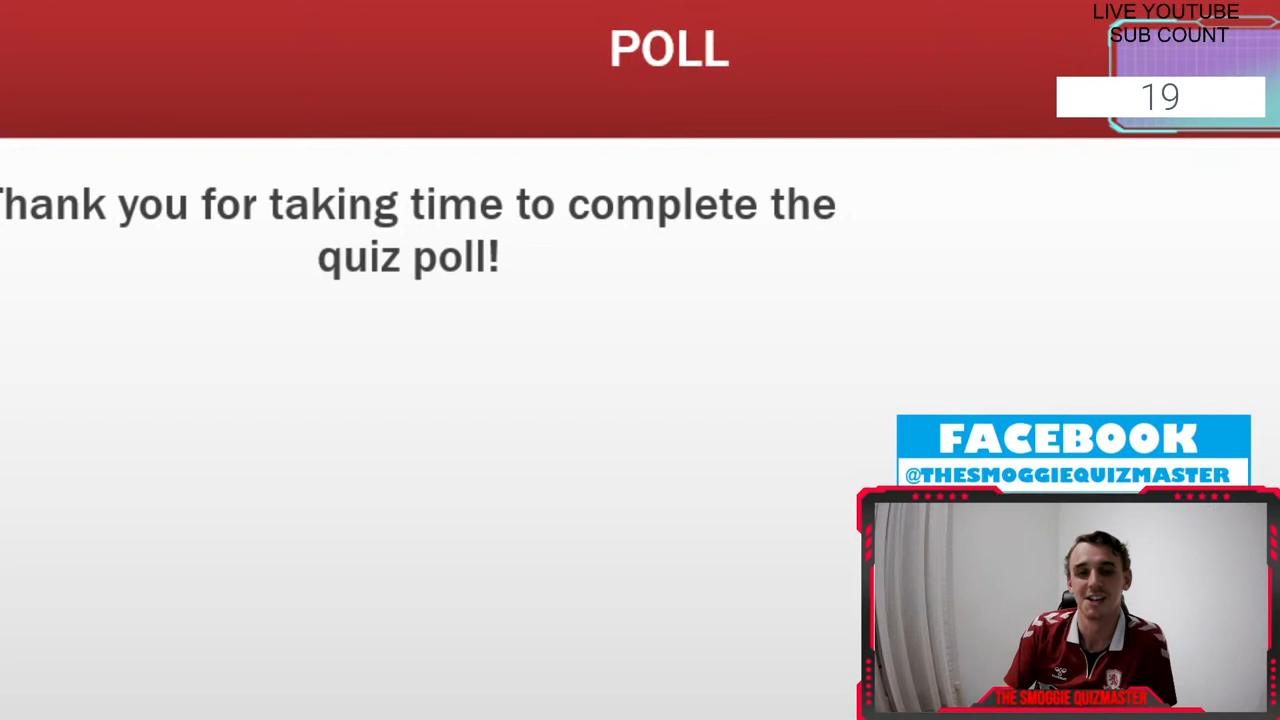 POLL
LIVE YOUTUBE
SUB COUNT
19
Thank you for taking time to complete the
quiz poll!
FACEBOOK
@THESMOGGIEQUIZMASTER
THE SMOGGIE QUIZMASTER